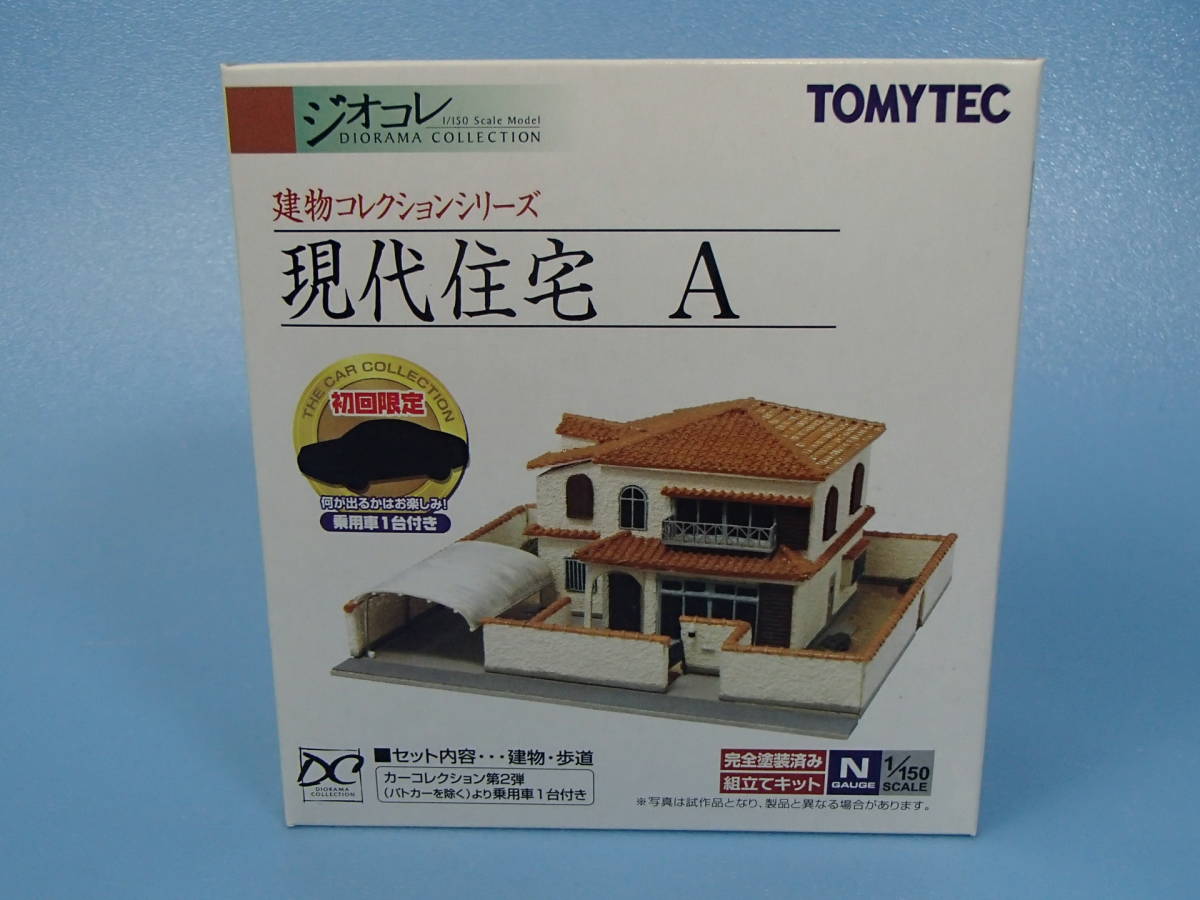 ジオコレ
1/150 Scale Model
DIORAMA COLLECTION
TOMYTEC
建物コレクションシリーズ
現代住宅 A
THE CAR COLLECTION
初回限定
何が出るかはお楽しみ!
乗用車1台付き
DC
DIORAMA
COLLECTION
■セット内容・・・建物・歩道
カーコレクション第2弾
(パトカーを除く)より乗用車1台付き
完全塗装済み
組立てキット
N
GAUGE
1/150
SCALE
※写真は試作品となり、製品と異なる場合があります。